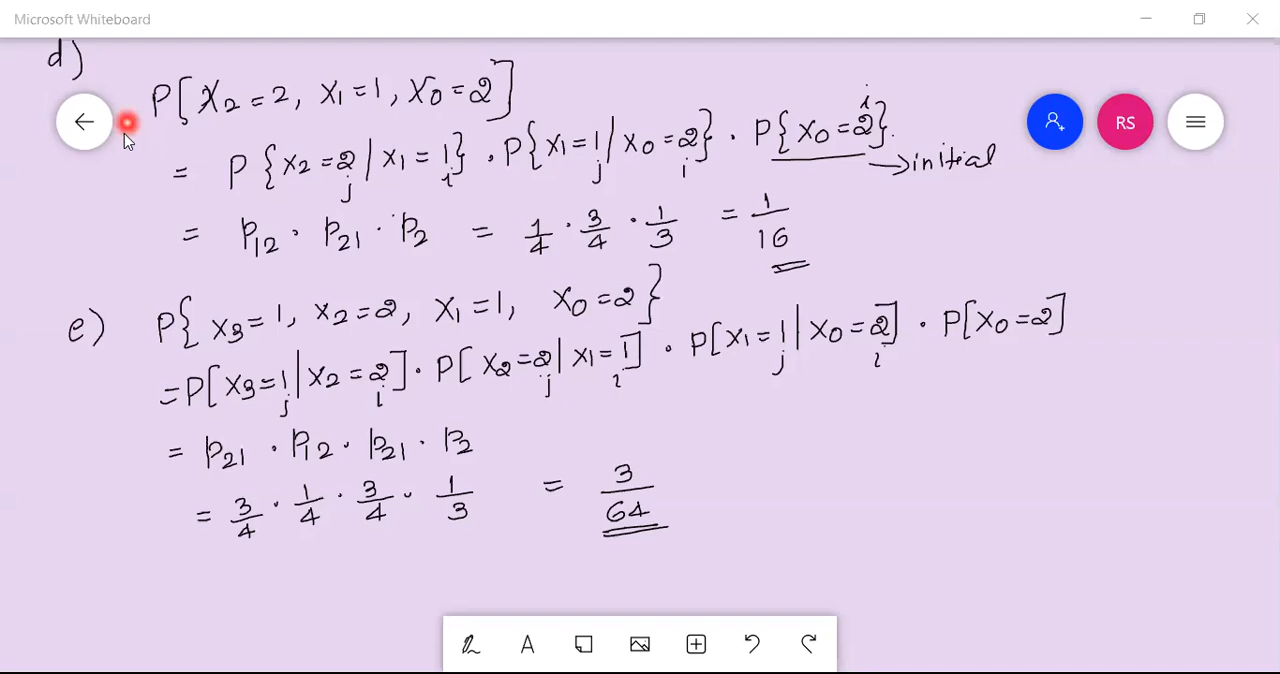 Microsoft Whiteboard
d)
P[X2=2, X1=1, X0=2]
RS
= P{X2=2 | X1=1} . P{X1=1 | X0=2} . P{X0=2}. → initial
j i j i i
= P12 . P21 . P2 = 1/4 . 3/4 . 1/3 = 1/16
e) P{X3=1, X2=2, X1=1, X0=2}
= P[X3=1 | X2=2] . P[X2=2 | X1=1] . P[X1=1 | X0=2] . P[X0=2]
j i j i j i
= P21 . P12 . P21 . P2
= 3/4 . 1/4 . 3/4 . 1/3 = 3/64
A